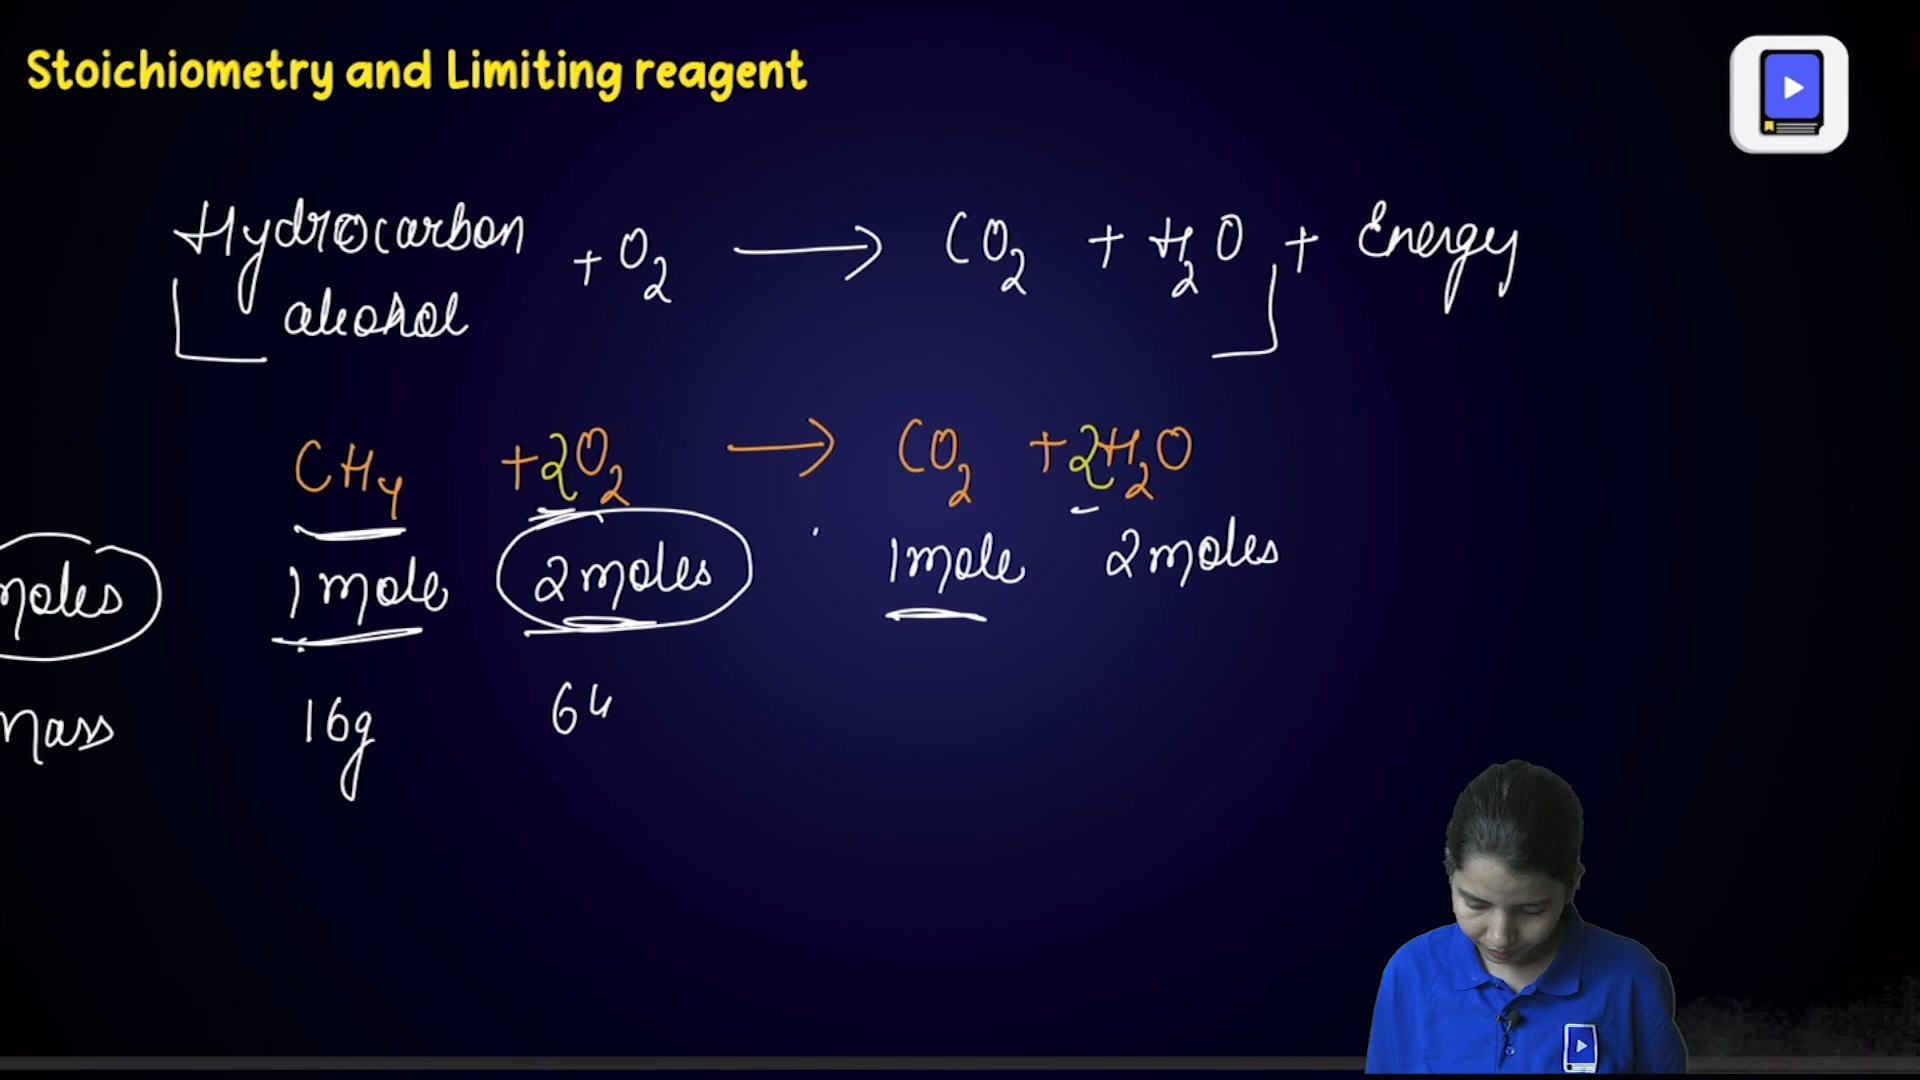 Stoichiometry and Limiting reagent
Hydrocarbon + O2 → CO2 + H2O + Energy
alcohol
CH4 + 2O2 → CO2 + 2H2O
moles 1 mole 2 moles 1 mole 2 moles
Mass 16g 64